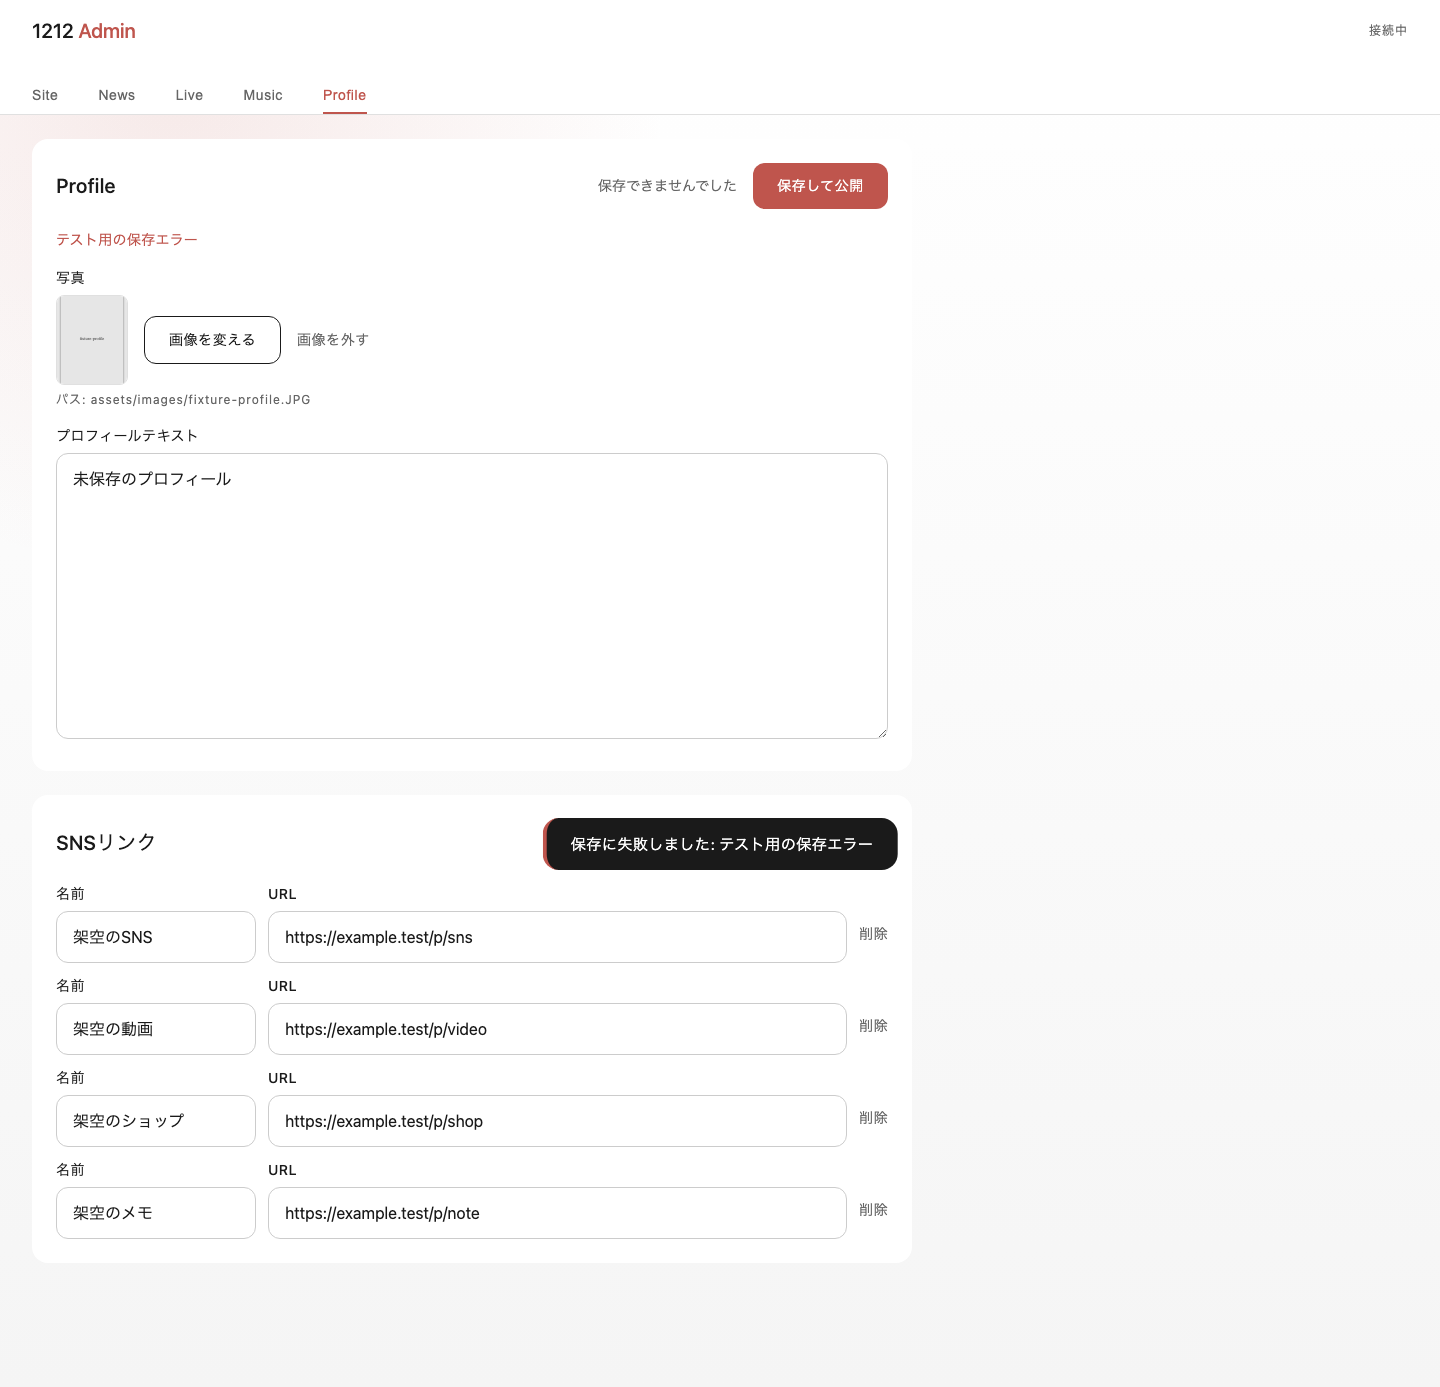 1212 Admin
接続中
Site
News
Live
Music
Profile
Profile
保存できませんでした
保存して公開
テスト用の保存エラー
写真
fixture-profile
画像を変える
画像を外す
パス: assets/images/fixture-profile.JPG
プロフィールテキスト
未保存のプロフィール
SNSリンク
保存に失敗しました: テスト用の保存エラー
名前
URL
架空のSNS
https://example.test/p/sns
削除
名前
URL
架空の動画
https://example.test/p/video
削除
名前
URL
架空のショップ
https://example.test/p/shop
削除
名前
URL
架空のメモ
https://example.test/p/note
削除